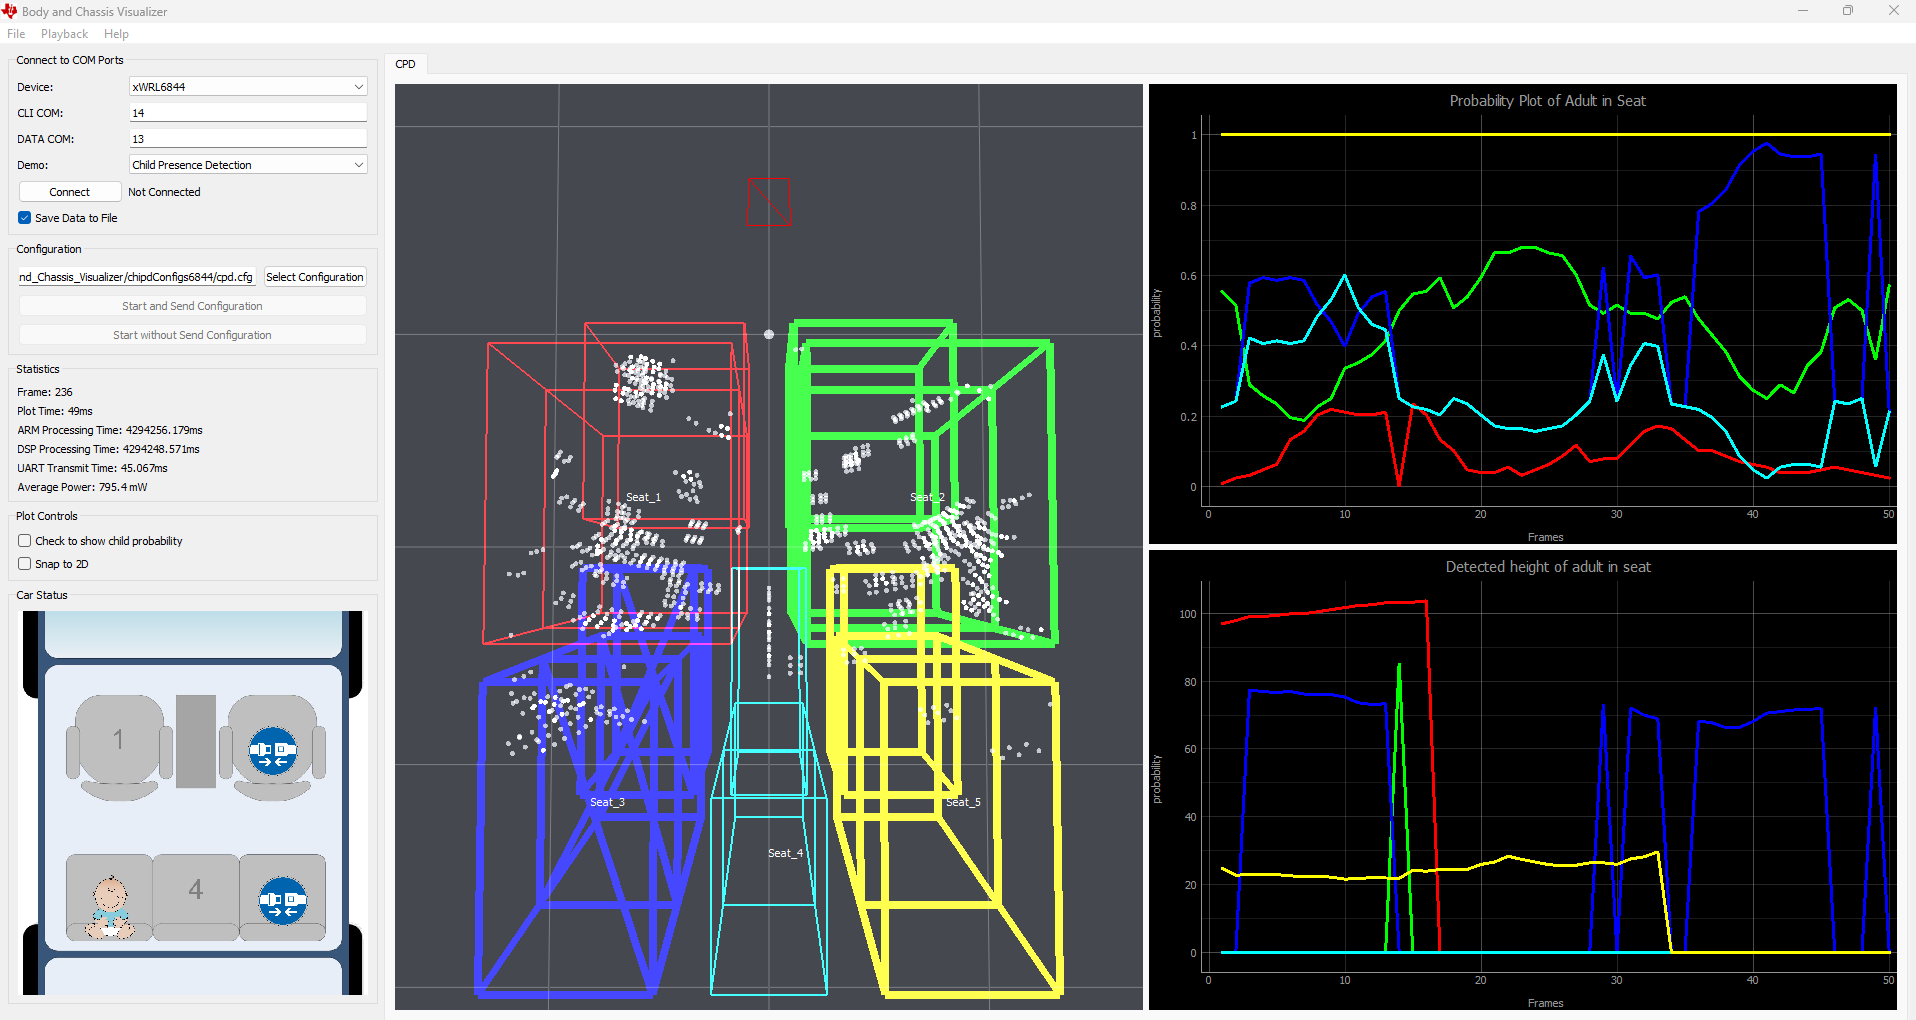 Body and Chassis Visualizer
File Playback Help
Connect to COM Ports
Device: xWRL6844
CLI COM: 14
DATA COM: 13
Demo: Child Presence Detection
Connect Not Connected
Save Data to File
Configuration
nd_Chassis_Visualizer/chipdConfigs6844/cpd.cfg Select Configuration
Start and Send Configuration
Start without Send Configuration
Statistics
Frame: 236
Plot Time: 49ms
ARM Processing Time: 4294256.179ms
DSP Processing Time: 4294248.571ms
UART Transmit Time: 45.067ms
Average Power: 795.4 mW
Plot Controls
Check to show child probability
Snap to 2D
Car Status
1
4
CPD
Seat_1
Seat_2
Seat_3
Seat_5
Seat_4
Probability Plot of Adult in Seat
probability
1
0.8
0.6
0.4
0.2
0
0 10 20 30 40 50
Frames
Detected height of adult in seat
probability
100
80
60
40
20
0
0 10 20 30 40 50
Frames